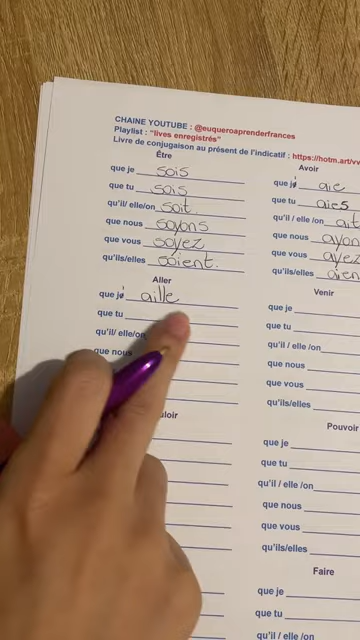 CHAINE YOUTUBE : @euqueroaprenderfrances
Playlist : "lives enregistrés"
Livre de conjugaison au présent de l'indicatif : https://hotm.art/vv
Être
que je sois
que tu sois
qu'il/ elle/on soit
que nous soyons
que vous soyez
qu'ils/elles soient.
Avoir
que j' aie
que tu aies
qu'il / elle /on ait
que nous ayon
que vous ayez
qu'ils/elles aien
Aller
que j' aille
que tu
qu'il/ elle/on
que nous
Venir
que je
que tu
qu'il / elle /on
que nous
que vous
qu'ils/elles
uloir
Pouvoir
que je
que tu
qu'il / elle /on
que nous
que vous
qu'ils/elles
Faire
que je
que tu
qu'il / elle /on